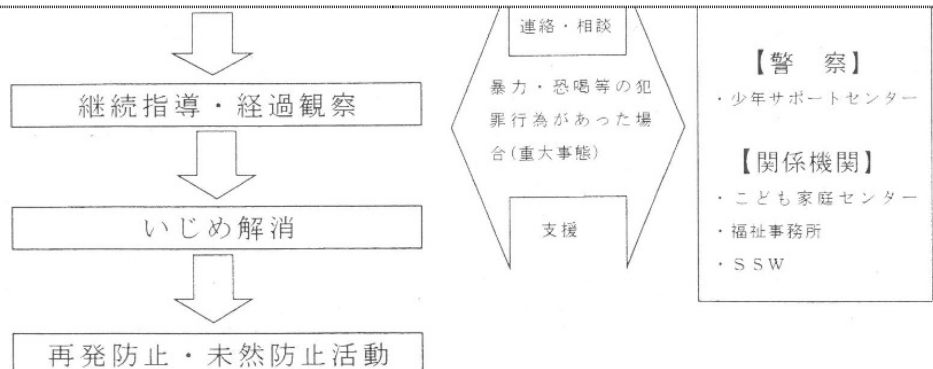 継続指導・経過観察
いじめ解消
再発防止・未然防止活動
連絡・相談
暴力・恐喝等の犯
罪行為があった場
合(重大事態)
支援
【警　察】
・少年サポートセンター
【関係機関】
・こども家庭センター
・福祉事務所
・ＳＳＷ